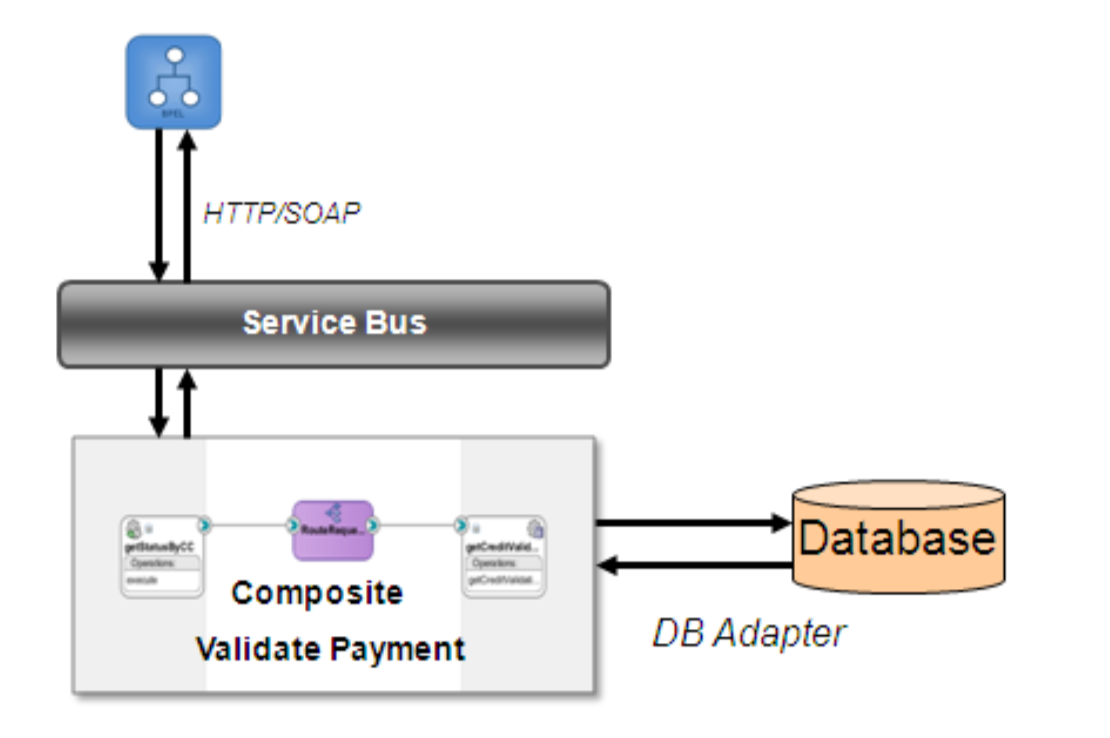 BPEL
HTTP/SOAP
Service Bus
getStatusByCC
Operations:
execute
RouteReque...
getCreditValid...
Operations:
getCreditValidati...
Composite
Validate Payment
Database
DB Adapter